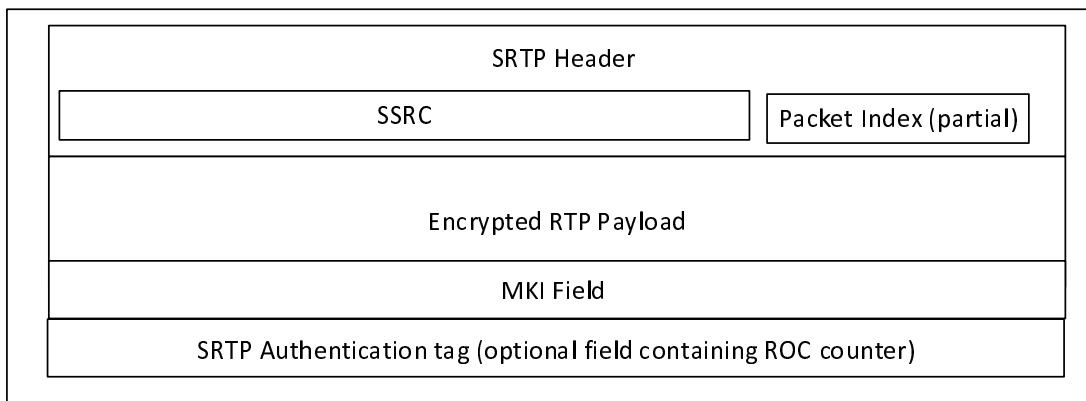 SRTP Header
SSRC
Packet Index (partial)
Encrypted RTP Payload
MKI Field
SRTP Authentication tag (optional field containing ROC counter)